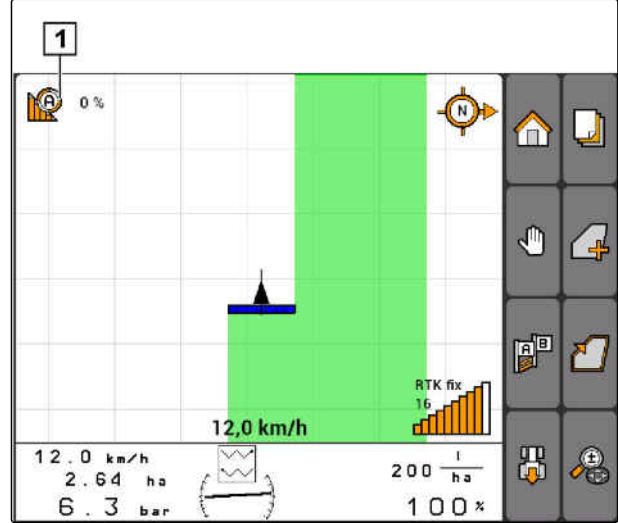 1
A
0 %
N
A B
RTK fix
16
12,0 km/h
12.0 km/h
2.64 ha
6.3 bar
200 l/ha
100%